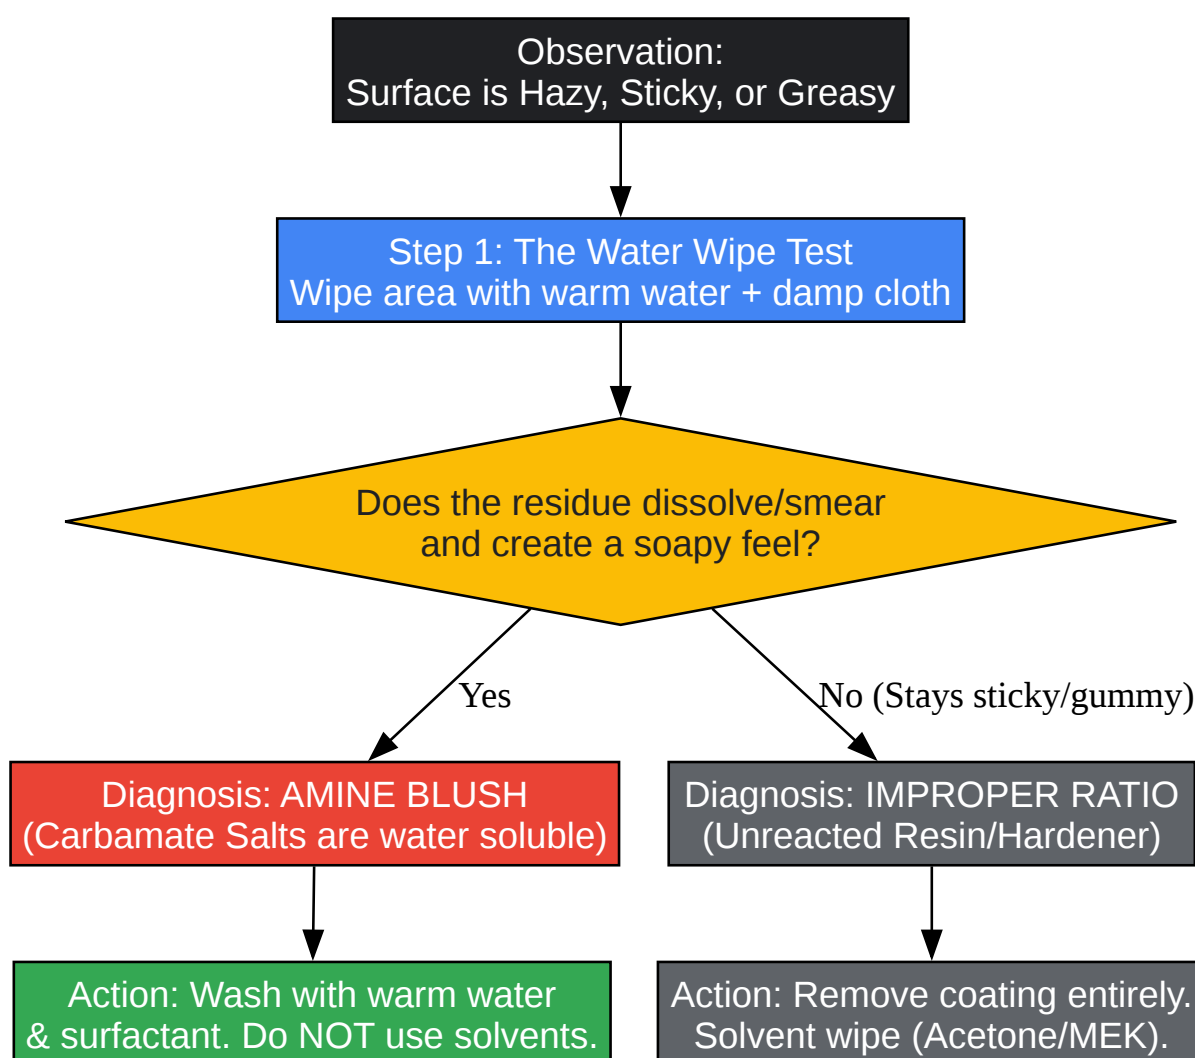 Observation:
Surface is Hazy, Sticky, or Greasy
Step 1: The Water Wipe Test
Wipe area with warm water + damp cloth
Does the residue dissolve/smear
and create a soapy feel?
Yes
No (Stays sticky/gummy)
Diagnosis: AMINE BLUSH
(Carbamate Salts are water soluble)
Diagnosis: IMPROPER RATIO
(Unreacted Resin/Hardener)
Action: Wash with warm water
& surfactant. Do NOT use solvents.
Action: Remove coating entirely.
Solvent wipe (Acetone/MEK).